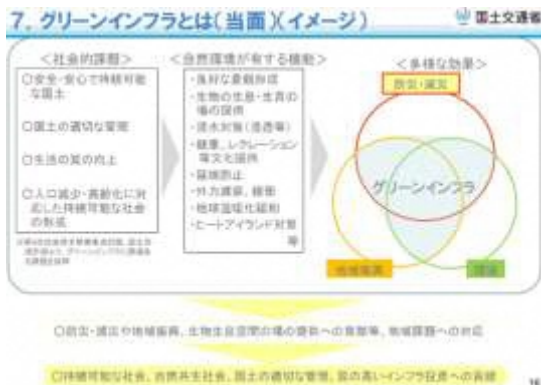 7. グリーンインフラとは(当面)(イメージ)
国土交通省
<社会的課題>
○安全・安心で持続可能
な国土
○国土の適切な管理
○生活の質の向上
○人口減少・高齢化に対
応した持続可能な社会
の形成
<自然環境が有する機能>
・良好な景観形成
・生物の生息・生育の
場の提供
・浸水対策(浸透等)
・健康、レクレーション
等文化提供
・延焼防止
・外力減衰、緩衝
・地球温暖化緩和
・ヒートアイランド対策
等
<多様な効果>
防災・減災
グリーンインフラ
地域振興
環境
○防災・減災や地域振興、生物生息空間の場の提供への貢献等、地域課題への対応
○持続可能な社会、自然共生社会、国土の適切な管理、質の高いインフラ投資への貢献
16